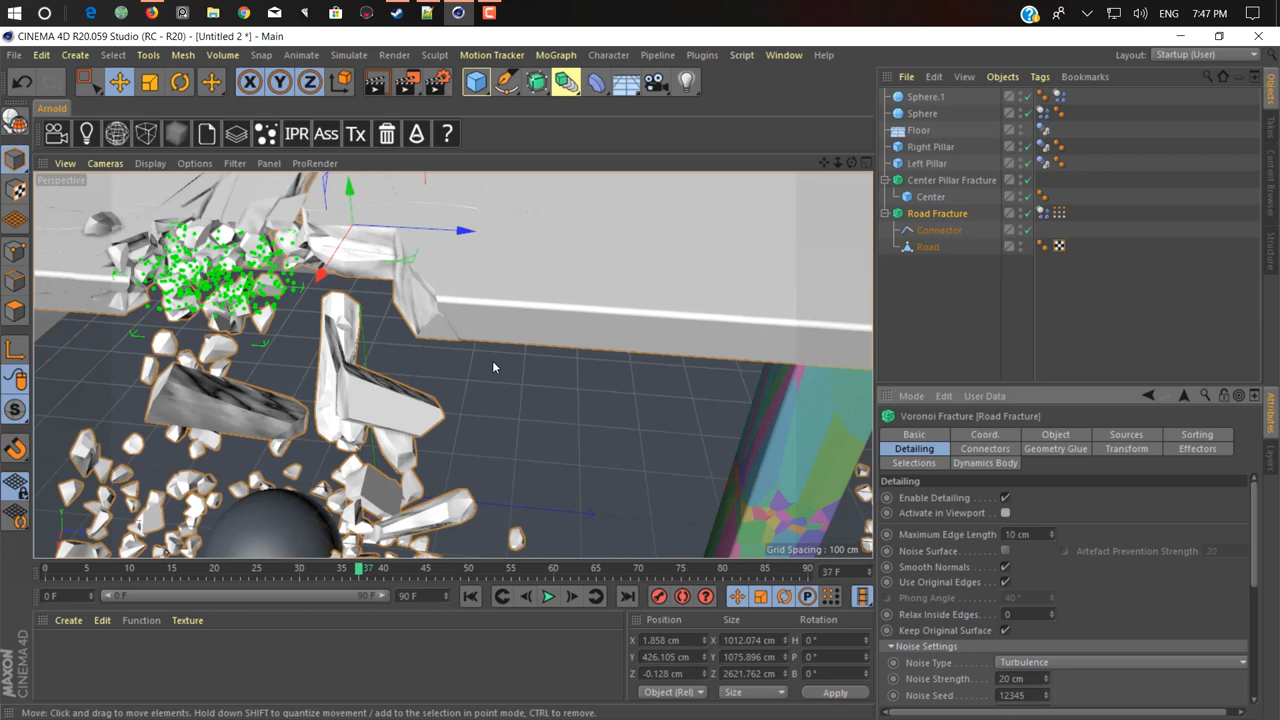 ENG 7:47 PM
CINEMA 4D R20.059 Studio (RC - R20) - [Untitled 2 *] - Main
File Edit Create Select Tools Mesh Volume Snap Animate Simulate Render Sculpt Motion Tracker MoGraph Character Pipeline Plugins Script Window Help Layout: Startup (User)
X Y Z
File Edit View Objects Tags Bookmarks
Arnold
IPR Ass Tx ?
View Cameras Display Options Filter Panel ProRender
Perspective
Sphere.1
Sphere
Floor
Right Pillar
Left Pillar
Center Pillar Fracture
Center
Road Fracture
Connector
Road
Objects
Takes
Content Browser
Structure
Mode Edit User Data
Voronoi Fracture [Road Fracture]
Basic Coord. Object Sources Sorting
Detailing Connectors Geometry Glue Transform Effectors
Selections Dynamics Body
Attributes
Layers
Detailing
Enable Detailing
Activate in Viewport
Maximum Edge Length 10 cm
Noise Surface Artefact Prevention Strength 20
Smooth Normals
Use Original Edges
Phong Angle 40 °
Relax Inside Edges 0
Keep Original Surface
Noise Settings
Noise Type Turbulence
Noise Strength 20 cm
Noise Seed 12345
Y
Grid Spacing : 100 cm
0 5 10 15 20 25 30 37 40 45 50 55 60 65 70 75 80 85 90 37 F
0 F 0 F 90 F 90 F
P
Create Edit Function Texture
Position Size Rotation
X 1.858 cm X 1012.074 cm H 0 °
Y 426.105 cm Y 1075.896 cm P 0 °
Z -0.128 cm Z 2621.762 cm B 0 °
Object (Rel) Size Apply
MAXON CINEMA4D
Move: Click and drag to move elements. Hold down SHIFT to quantize movement / add to the selection in point mode, CTRL to remove.